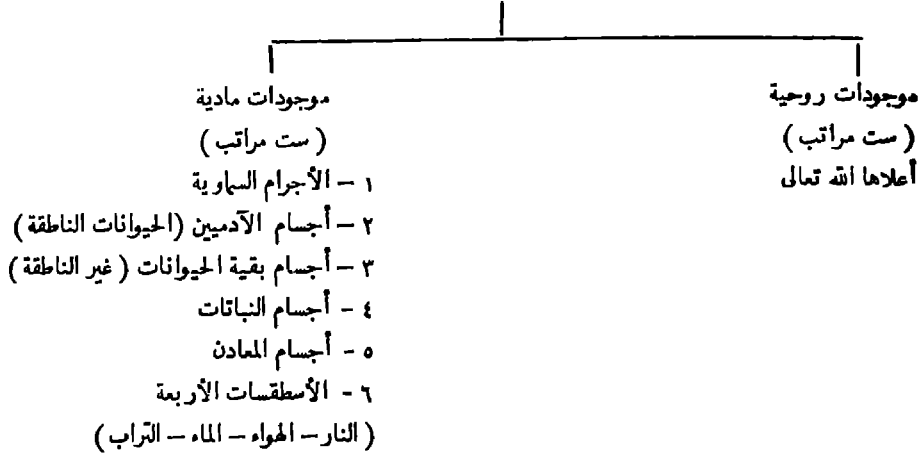 موجودات روحية
( ست مراتب )
أعلاها الله تعالى
موجودات مادية
( ست مراتب )
١ – الأجرام السماوية
٢ – أجسام الآدميين (الحيوانات الناطقة)
٣ – أجسام بقية الحيوانات ( غير الناطقة )
٤ - أجسام النباتات
٥ - أجسام المعادن
٦ - الأسطقسات الأربعة
( النار – الهواء – الماء – التراب )